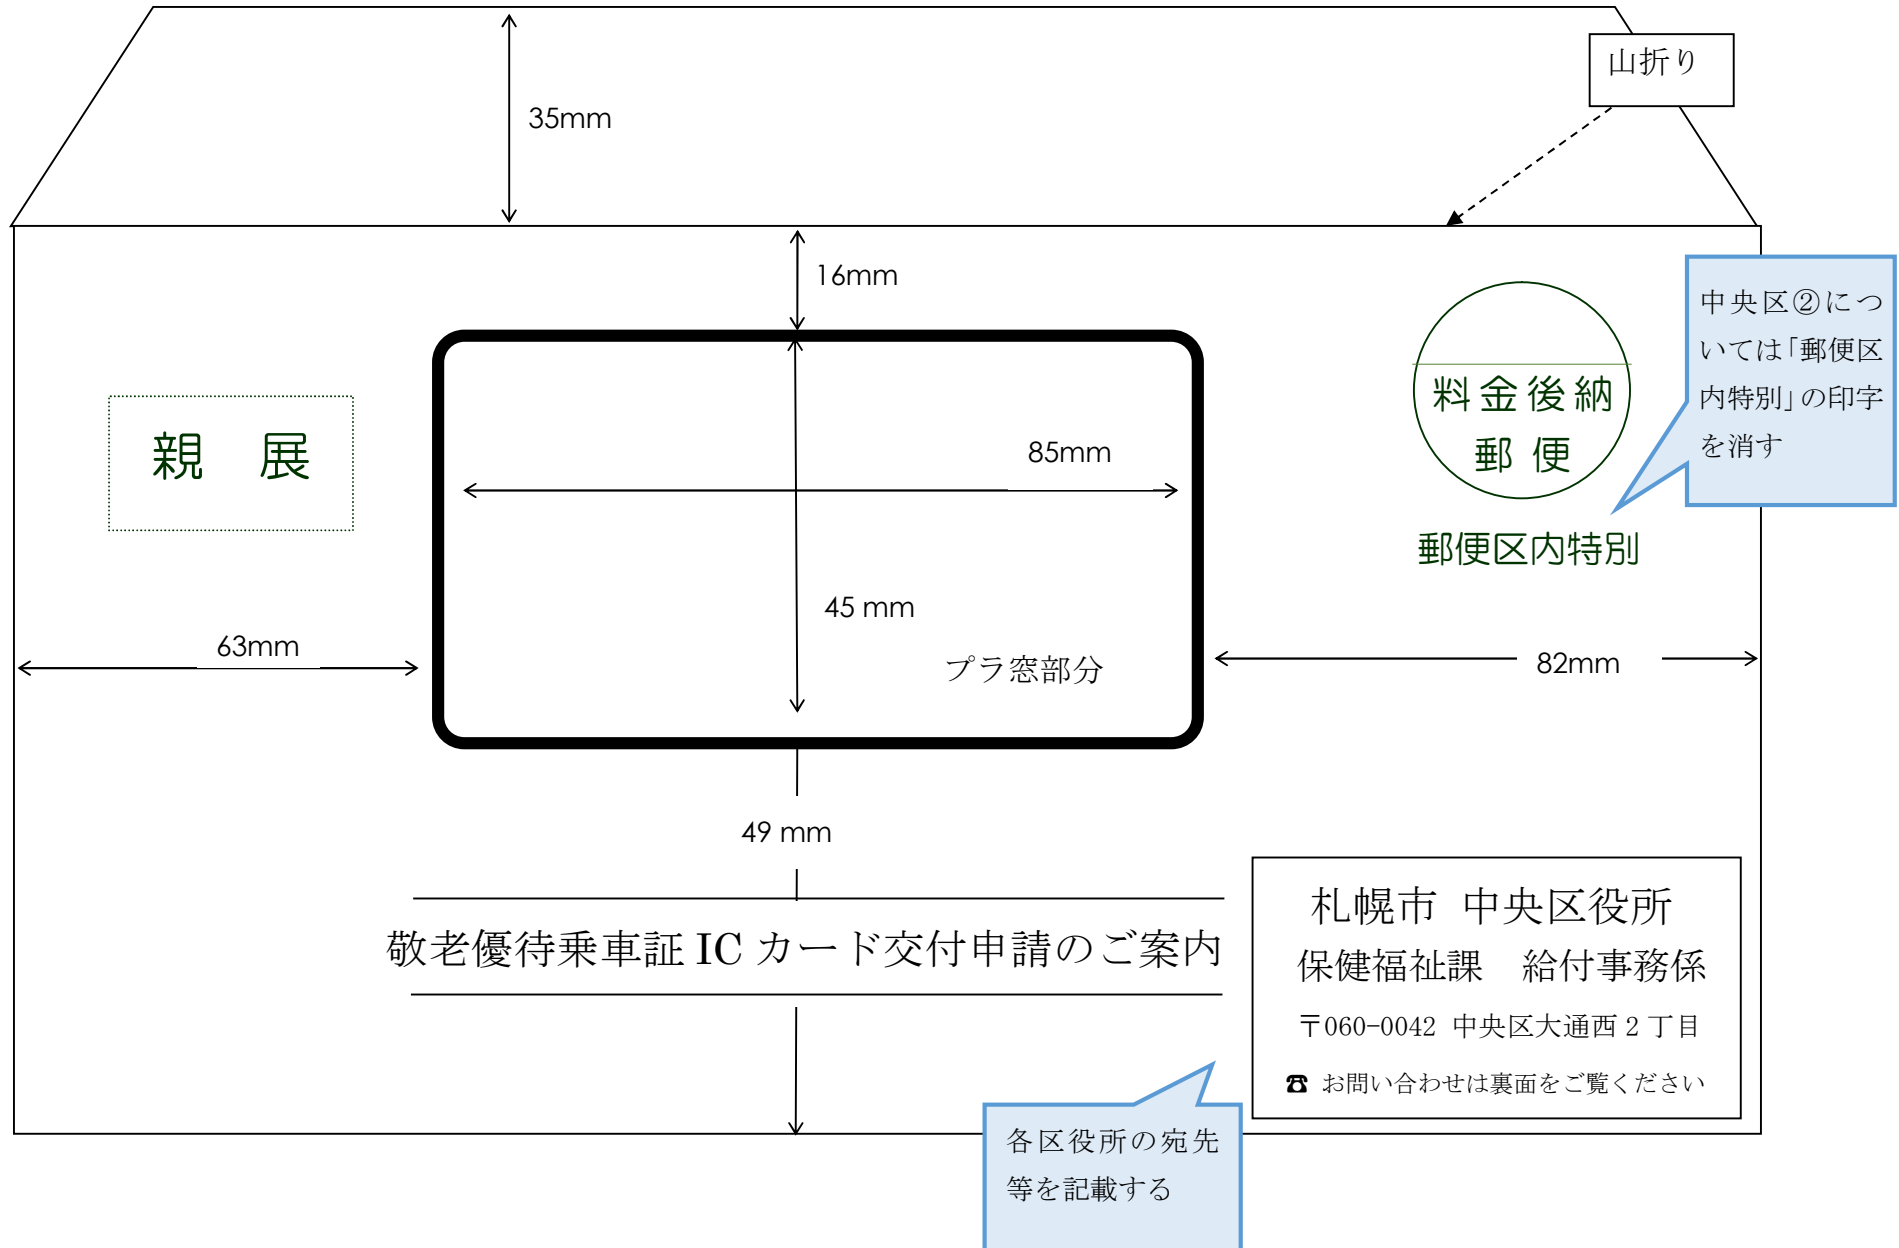 山折り
35mm
16mm
中央区②につ
いては「郵便区
内特別」の印字
を消す
料金後納
郵便
親　展
85mm
郵便区内特別
45 mm
63mm
プラ窓部分
82mm
49 mm
敬老優待乗車証 IC カード交付申請のご案内
札幌市 中央区役所
保健福祉課　給付事務係
〒060-0042 中央区大通西 2 丁目
☎ お問い合わせは裏面をご覧ください
各区役所の宛先
等を記載する